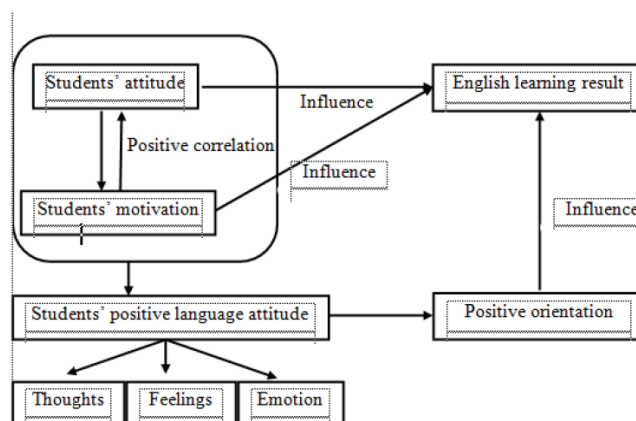 Students' attitude
English learning result
Influence
Positive correlation
Influence
Students' motivation
Influence
Students' positive language attitude
Positive orientation
Thoughts
Feelings
Emotion